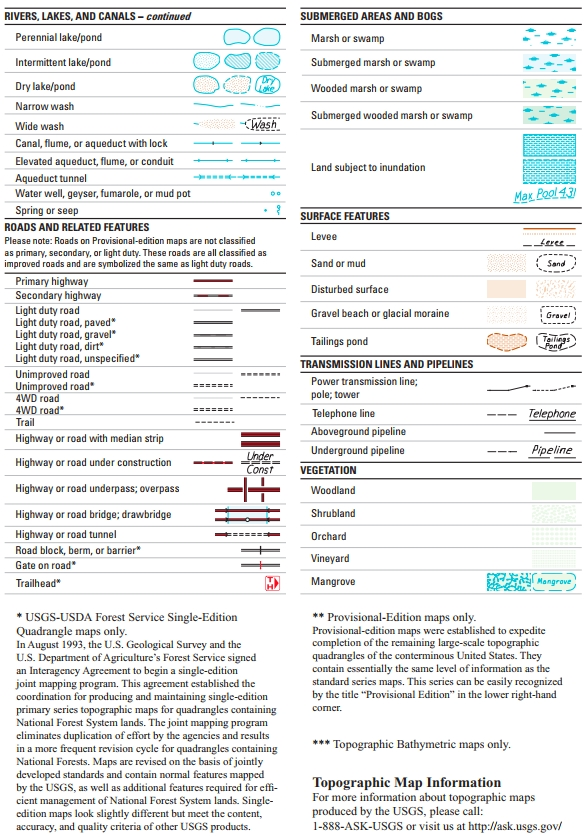 RIVERS, LAKES, AND CANALS – continued
Perennial lake/pond
Intermittent lake/pond
Dry lake/pond
Dry Lake
Narrow wash
Wide wash
Wash
Canal, flume, or aqueduct with lock
Elevated aqueduct, flume, or conduit
Aqueduct tunnel
Water well, geyser, fumarole, or mud pot
Spring or seep
ROADS AND RELATED FEATURES
Please note: Roads on Provisional-edition maps are not classified
as primary, secondary, or light duty. These roads are all classified as
improved roads and are symbolized the same as light duty roads.
Primary highway
Secondary highway
Light duty road
Light duty road, paved*
Light duty road, gravel*
Light duty road, dirt*
Light duty road, unspecified*
Unimproved road
Unimproved road*
4WD road
4WD road*
Trail
Highway or road with median strip
Highway or road under construction
Under
Const
Highway or road underpass; overpass
Highway or road bridge; drawbridge
Highway or road tunnel
Road block, berm, or barrier*
Gate on road*
Trailhead*
T
H
* USGS-USDA Forest Service Single-Edition
Quadrangle maps only.
In August 1993, the U.S. Geological Survey and the
U.S. Department of Agriculture's Forest Service signed
an Interagency Agreement to begin a single-edition
joint mapping program. This agreement established the
coordination for producing and maintaining single-edition
primary series topographic maps for quadrangles containing
National Forest System lands. The joint mapping program
eliminates duplication of effort by the agencies and results
in a more frequent revision cycle for quadrangles containing
National Forests. Maps are revised on the basis of jointly
developed standards and contain normal features mapped
by the USGS, as well as additional features required for effi-
cient management of National Forest System lands. Single-
edition maps look slightly different but meet the content,
accuracy, and quality criteria of other USGS products.
SUBMERGED AREAS AND BOGS
Marsh or swamp
Submerged marsh or swamp
Wooded marsh or swamp
Submerged wooded marsh or swamp
Land subject to inundation
Max Pool 431
SURFACE FEATURES
Levee
Levee
Sand or mud
Sand
Disturbed surface
Gravel beach or glacial moraine
Gravel
Tailings pond
Tailings
Pond
TRANSMISSION LINES AND PIPELINES
Power transmission line;
pole; tower
Telephone line
Telephone
Aboveground pipeline
Underground pipeline
Pipeline
VEGETATION
Woodland
Shrubland
Orchard
Vineyard
Mangrove
Mangrove
** Provisional-Edition maps only.
Provisional-edition maps were established to expedite
completion of the remaining large-scale topographic
quadrangles of the conterminous United States. They
contain essentially the same level of information as the
standard series maps. This series can be easily recognized
by the title “Provisional Edition” in the lower right-hand
corner.
*** Topographic Bathymetric maps only.
Topographic Map Information
For more information about topographic maps
produced by the USGS, please call:
1-888-ASK-USGS or visit us at http://ask.usgs.gov/